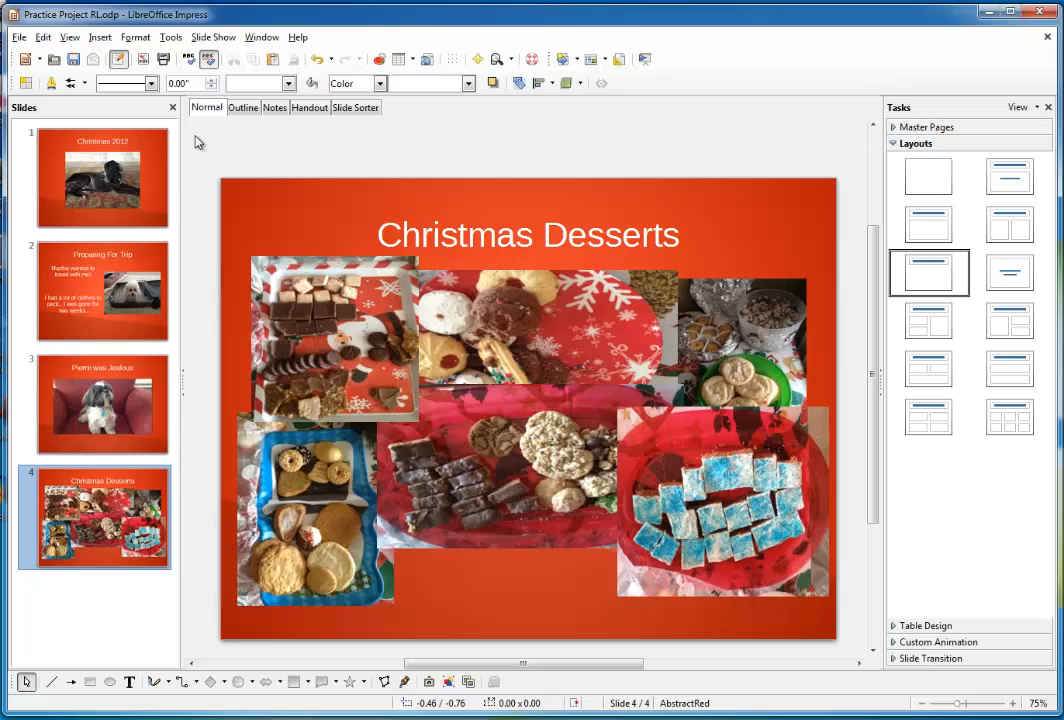 Practice Project RL.odp - LibreOffice Impress
File Edit View Insert Format Tools Slide Show Window Help
0.00" Color
Slides
Normal Outline Notes Handout Slide Sorter
Tasks View
Master Pages
Layouts
1
Christmas 2012
2
Preparing For Trip
Martha wanted to
travel with me!
I had a lot of clothes to
pack.. I was gone for
two weeks.
3
Pierre was Jealous
4
Christmas Desserts
Christmas Desserts
Table Design
Custom Animation
Slide Transition
-0.46 / -0.76 0.00 x 0.00 Slide 4 / 4 AbstractRed 75%